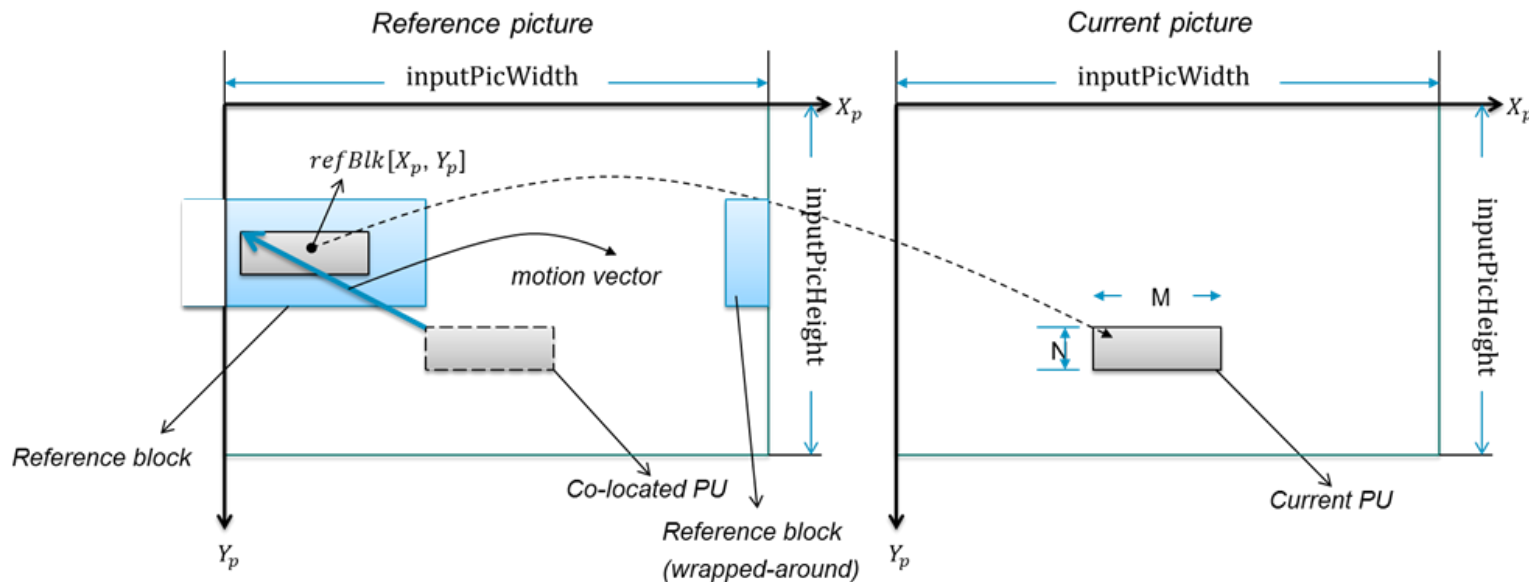 Reference picture
Current picture
inputPicWidth
inputPicWidth
X_p
X_p
refBlk[X_p, Y_p]
inputPicHeight
inputPicHeight
motion vector
M
N
Reference block
Co-located PU
Current PU
Reference block
(wrapped-around)
Y_p
Y_p